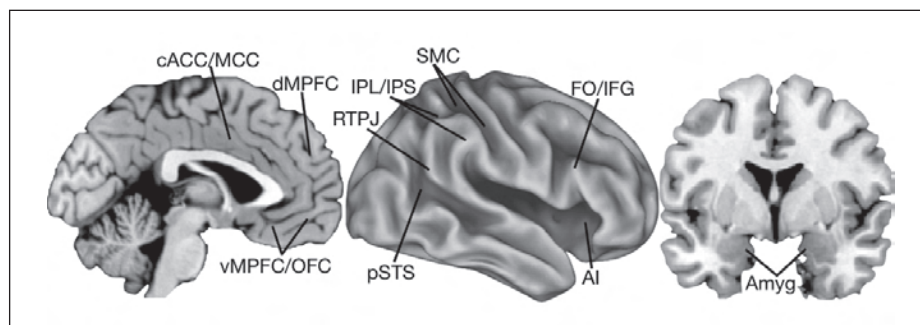 cACC/MCC
dMPFC
vMPFC/OFC
SMC
IPL/IPS
RTPJ
FO/IFG
pSTS
AI
Amyg